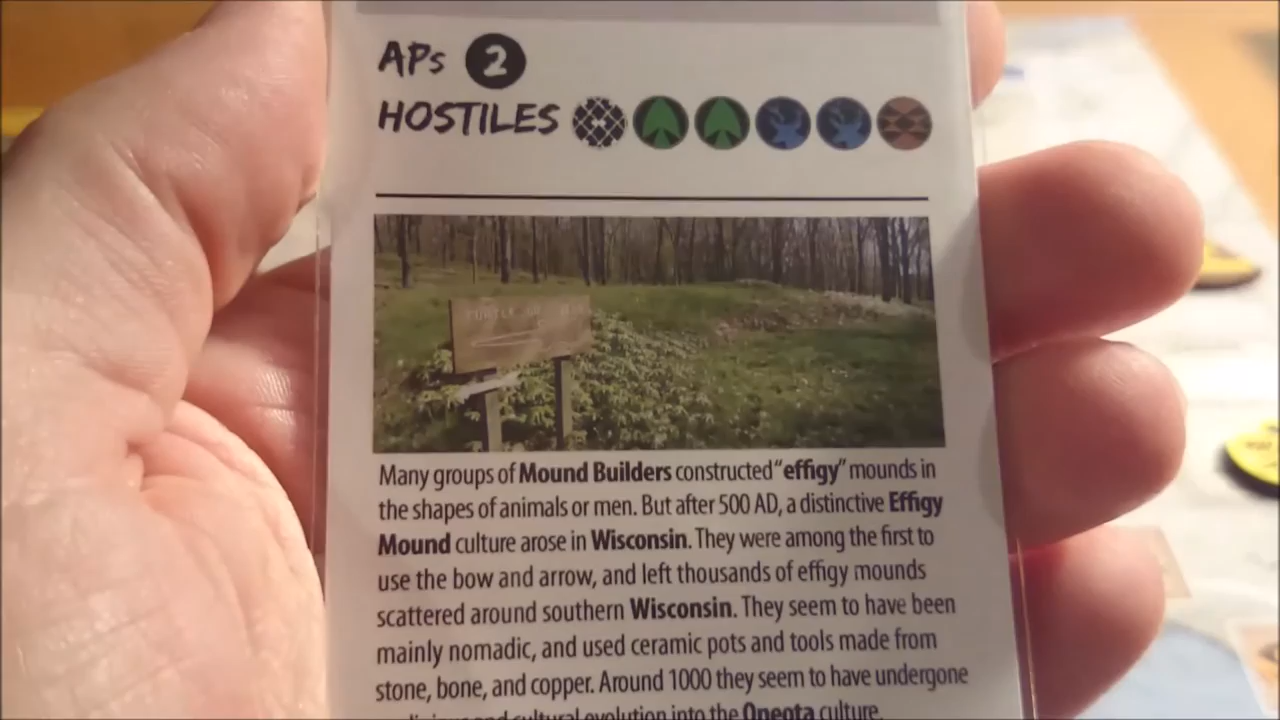 APs 2
HOSTILES
Many groups of Mound Builders constructed "effigy" mounds in
the shapes of animals or men. But after 500 AD, a distinctive Effigy
Mound culture arose in Wisconsin. They were among the first to
use the bow and arrow, and left thousands of effigy mounds
scattered around southern Wisconsin. They seem to have been
mainly nomadic, and used ceramic pots and tools made from
stone, bone, and copper. Around 1000 they seem to have undergone
and cultural evolution into the Oneota culture.